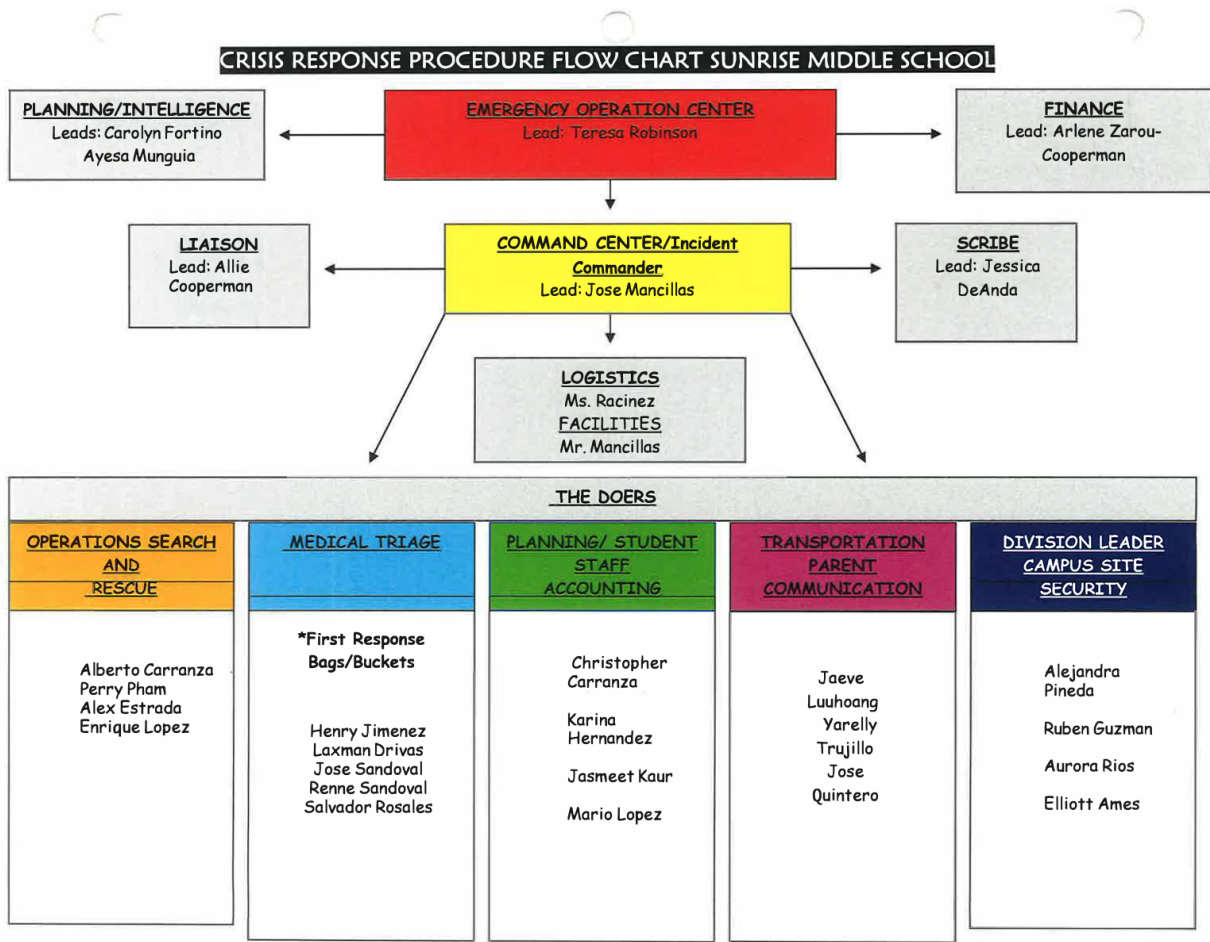 CRISIS RESPONSE PROCEDURE FLOW CHART SUNRISE MIDDLE SCHOOL
PLANNING/INTELLIGENCE
Leads: Carolyn Fortino
Ayesa Munguia
EMERGENCY OPERATION CENTER
Lead: Teresa Robinson
FINANCE
Lead: Arlene Zarou-
Cooperman
LIAISON
Lead: Allie
Cooperman
COMMAND CENTER/Incident
Commander
Lead: Jose Mancillas
SCRIBE
Lead: Jessica
DeAnda
LOGISTICS
Ms. Racinez
FACILITIES
Mr. Mancillas
THE DOERS
OPERATIONS SEARCH
AND
RESCUE
Alberto Carranza
Perry Pham
Alex Estrada
Enrique Lopez
MEDICAL TRIAGE
*First Response
Bags/Buckets
Henry Jimenez
Laxman Drivas
Jose Sandoval
Renne Sandoval
Salvador Rosales
PLANNING/ STUDENT
STAFF
ACCOUNTING
Christopher
Carranza
Karina
Hernandez
Jasmeet Kaur
Mario Lopez
TRANSPORTATION
PARENT
COMMUNICATION
Jaeve
Luuhoang
Yarelly
Trujillo
Jose
Quintero
DIVISION LEADER
CAMPUS SITE
SECURITY
Alejandra
Pineda
Ruben Guzman
Aurora Rios
Elliott Ames